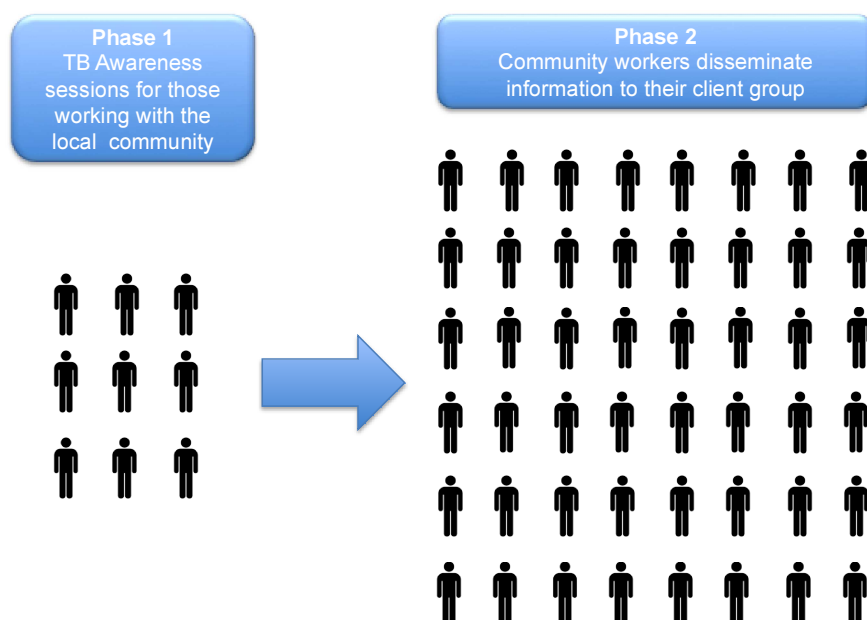 Phase 1
TB Awareness
sessions for those
working with the
local community
Phase 2
Community workers disseminate
information to their client group